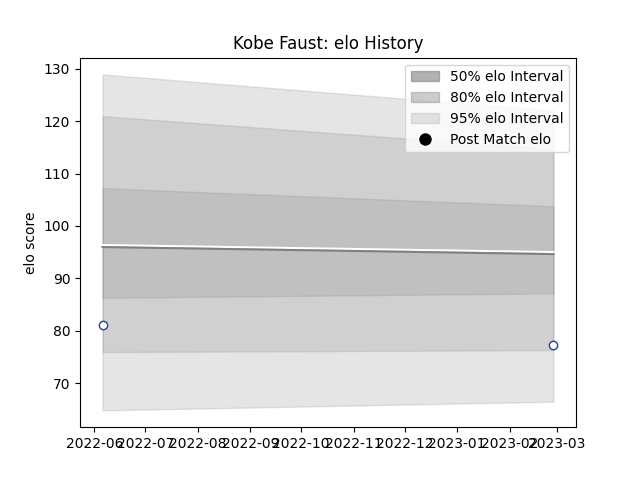 Kobe Faust: elo History
50% elo Interval
80% elo Interval
95% elo Interval
Post Match elo
elo score
130
120
110
100
90
80
70
2022-06 2022-07 2022-08 2022-09 2022-10 2022-11 2022-12 2023-01 2023-02 2023-03